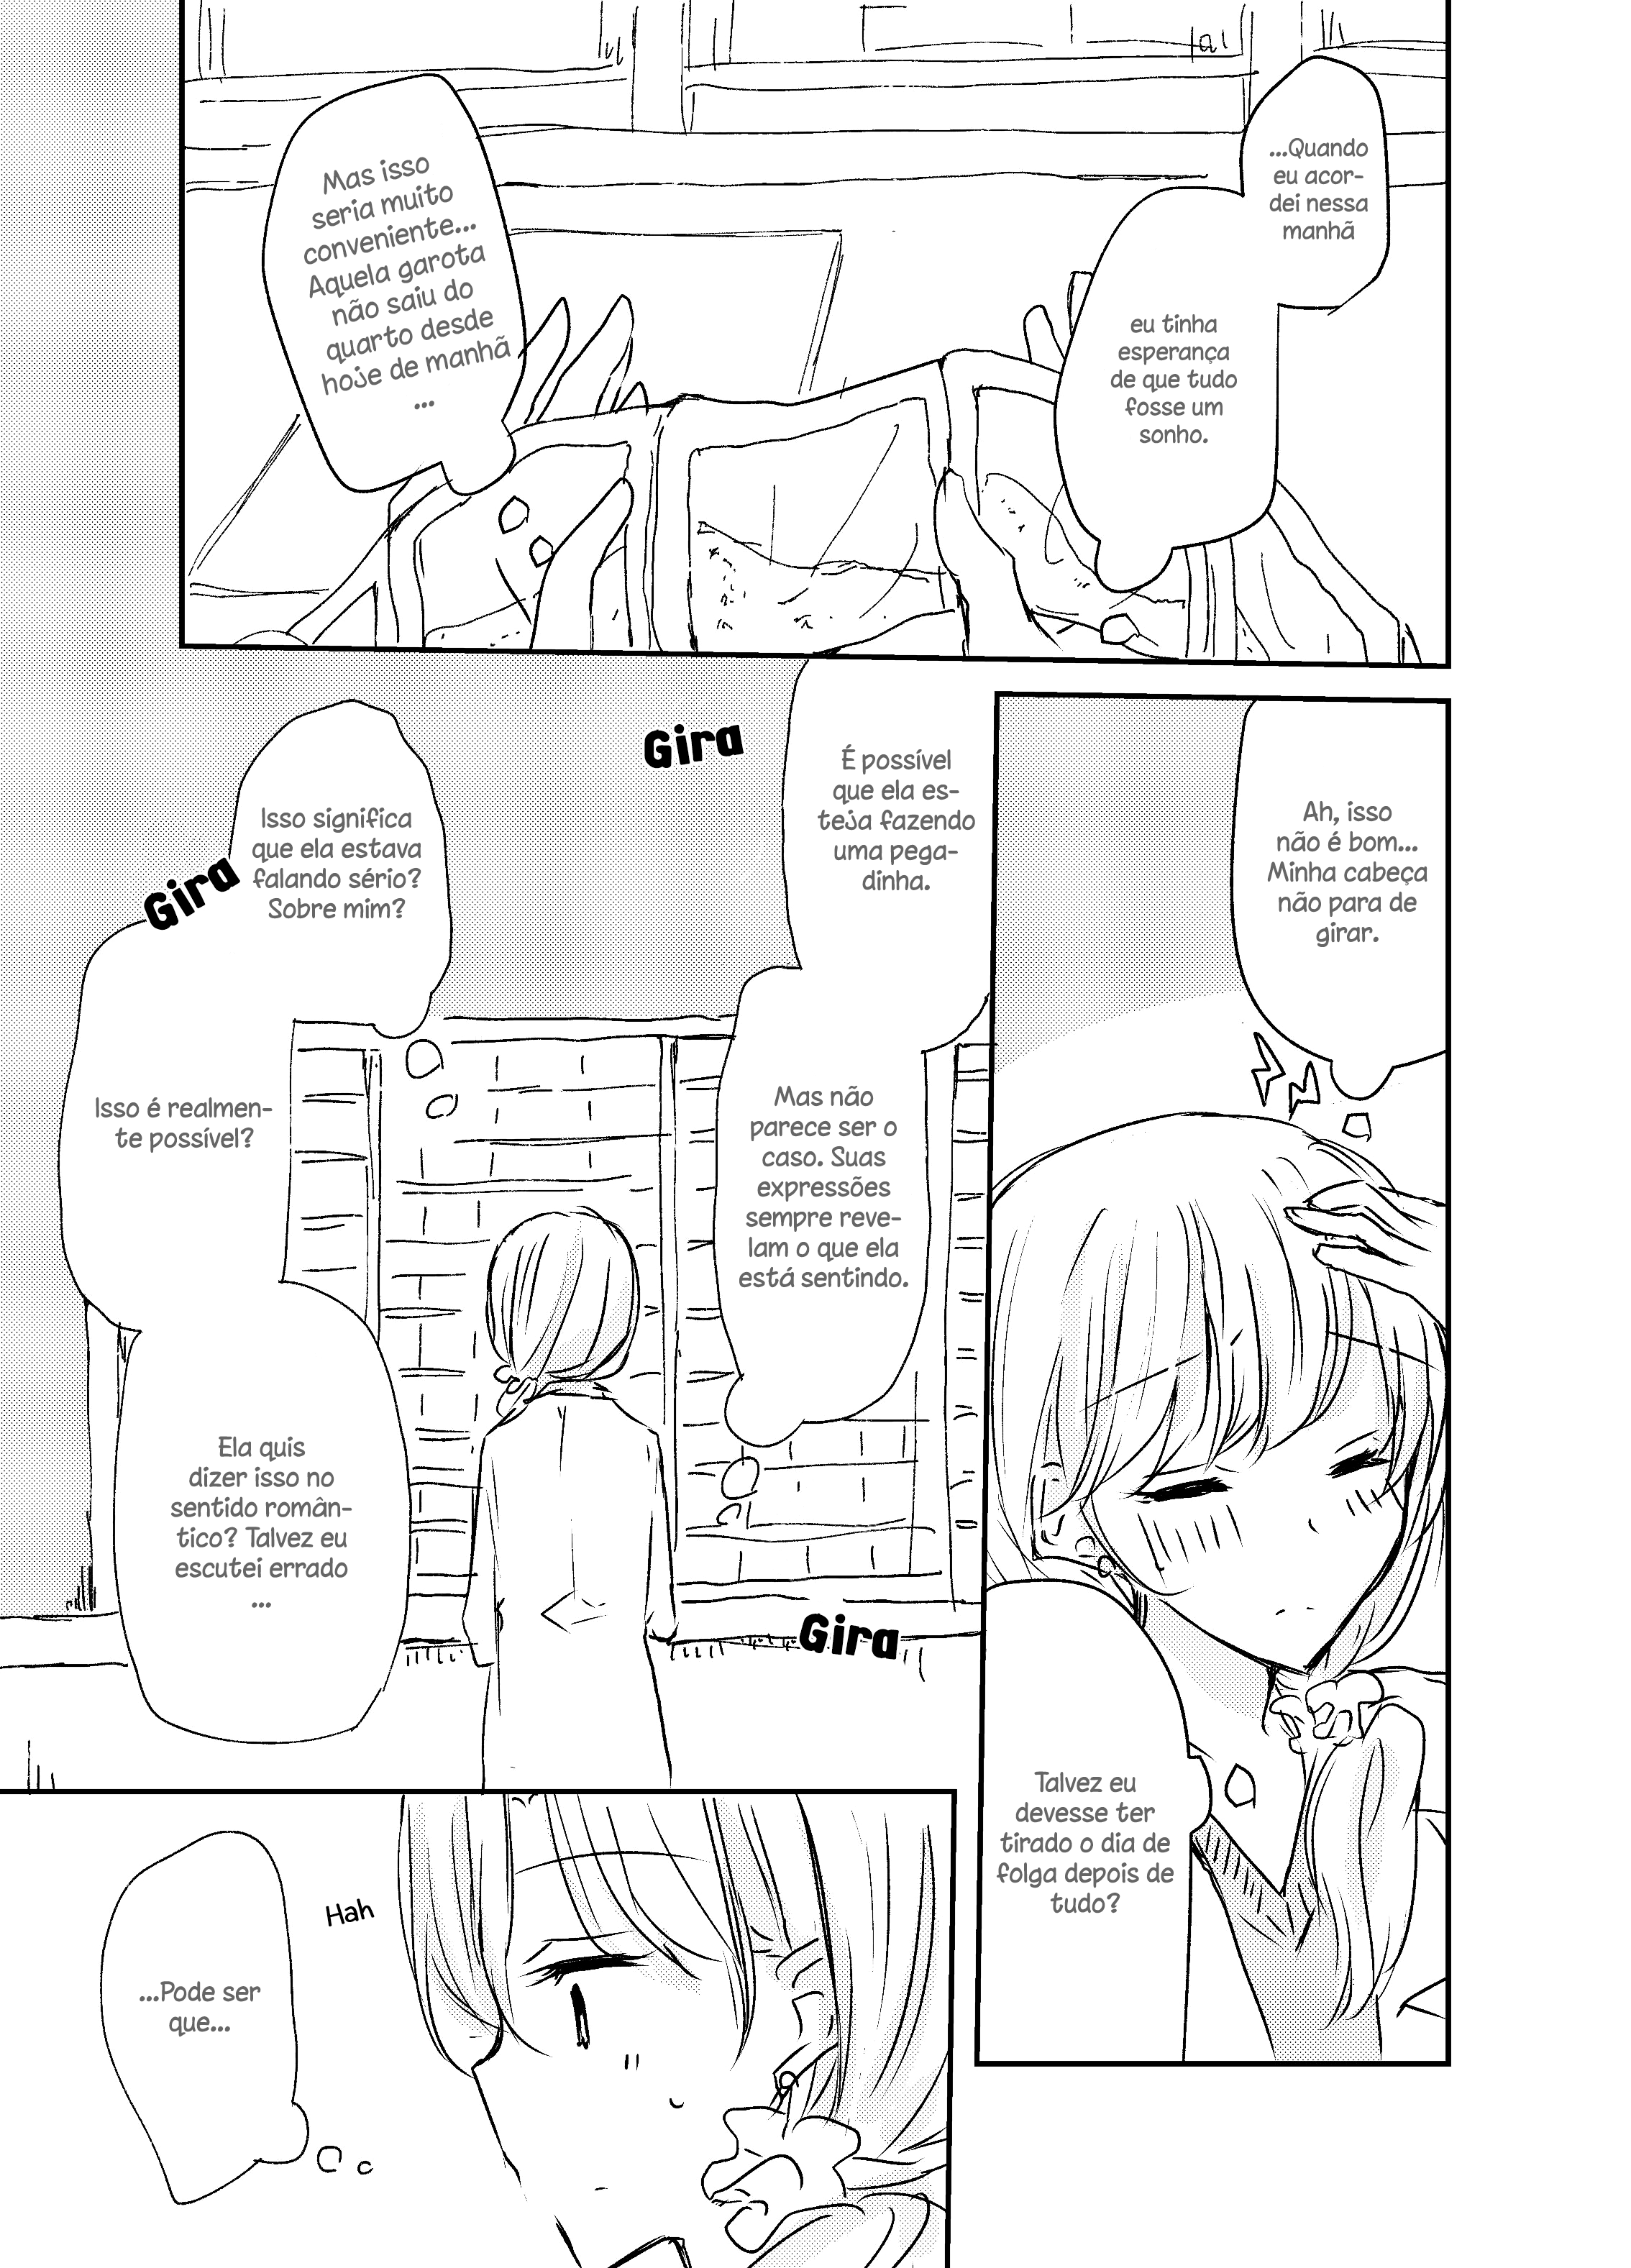 ...Quando
eu acor-
dei nessa
manhã
eu tinha
esperança
de que tudo
fosse um
sonho.
Mas isso
seria muito
conveniente...
Aquela garota
não saiu do
quarto desde
hoje de manhã
...
Ah, isso
não é bom...
Minha cabeça
não para de
girar.
Talvez eu
devesse ter
tirado o dia de
folga depois de
tudo?
É possível
que ela es-
teja fazendo
uma pega-
dinha.
Mas não
parece ser o
caso. Suas
expressões
sempre reve-
lam o que ela
está sentindo.
Gira
Gira
Gira
Isso significa
que ela estava
falando sério?
Sobre mim?
Isso é realmen-
te possível?
Ela quis
dizer isso no
sentido român-
tico? Talvez eu
escutei errado
...
Hah
...Pode ser
que...